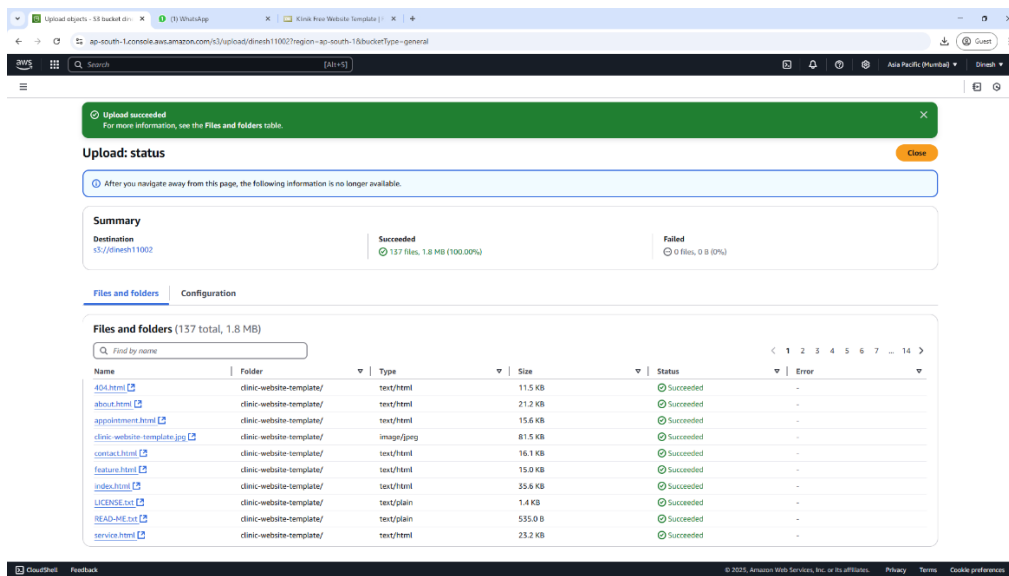 Upload objects - S3 bucket din
(1) WhatsApp
Klinik Free Website Template |
ap-south-1.console.aws.amazon.com/s3/upload/dinesh11002?region=ap-south-1&bucketType=general
Guest
aws
Search
[Alt+S]
Asia Pacific (Mumbai)
Dinesh
Upload succeeded
For more information, see the Files and folders table.
Upload: status
Close
After you navigate away from this page, the following information is no longer available.
Summary
Destination Succeeded Failed
s3://dinesh11002 137 files, 1.8 MB (100.00%) 0 files, 0 B (0%)
Files and folders Configuration
Files and folders (137 total, 1.8 MB)
Find by name
1 2 3 4 5 6 7 ... 14
Name Folder Type Size Status Error
404.html clinic-website-template/ text/html 11.5 KB Succeeded -
about.html clinic-website-template/ text/html 21.2 KB Succeeded -
appointment.html clinic-website-template/ text/html 15.6 KB Succeeded -
clinic-website-template.jpg clinic-website-template/ image/jpeg 81.5 KB Succeeded -
contact.html clinic-website-template/ text/html 16.1 KB Succeeded -
feature.html clinic-website-template/ text/html 15.0 KB Succeeded -
index.html clinic-website-template/ text/html 35.6 KB Succeeded -
LICENSE.txt clinic-website-template/ text/plain 1.4 KB Succeeded -
READ-ME.txt clinic-website-template/ text/plain 535.0 B Succeeded -
service.html clinic-website-template/ text/html 23.2 KB Succeeded -
CloudShell Feedback © 2025, Amazon Web Services, Inc. or its affiliates. Privacy Terms Cookie preferences